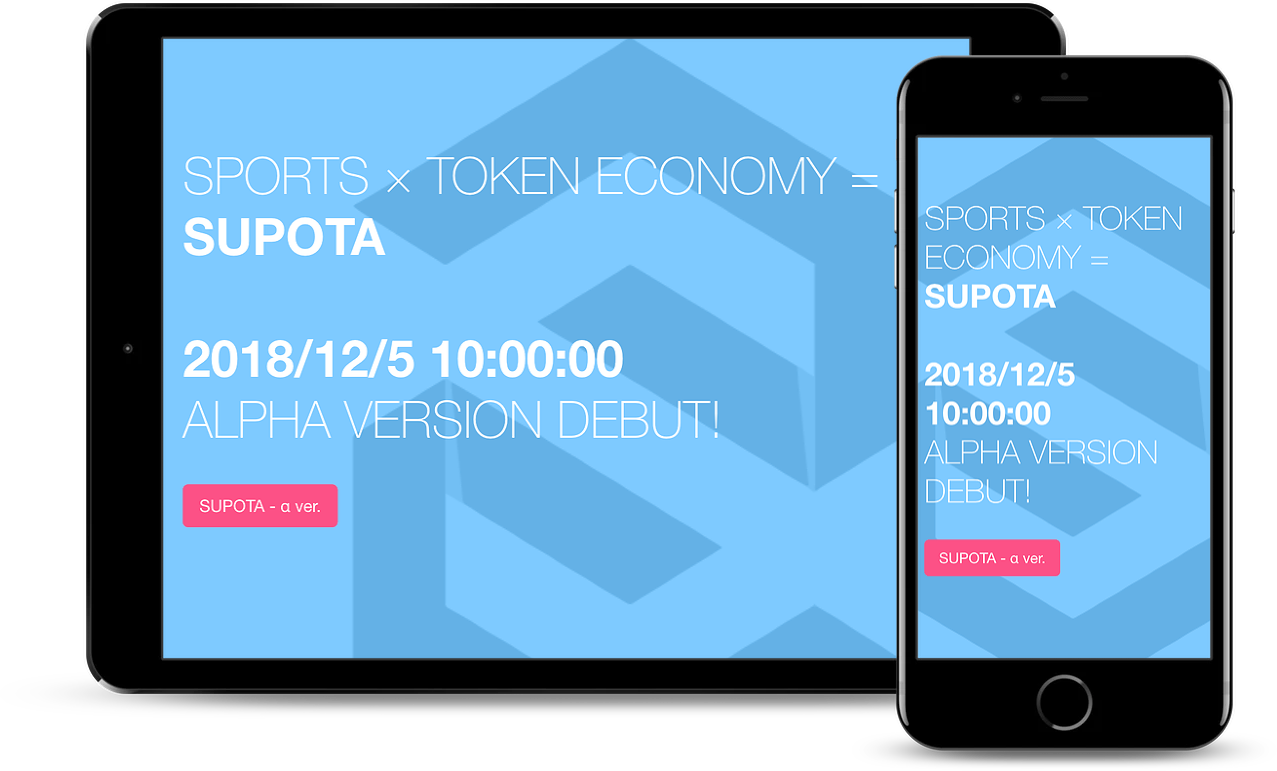 SPORTS × TOKEN ECONOMY =
SUPOTA
2018/12/5 10:00:00
ALPHA VERSION DEBUT!
SUPOTA - α ver.
SPORTS × TOKEN
ECONOMY =
SUPOTA
2018/12/5
10:00:00
ALPHA VERSION
DEBUT!
SUPOTA - α ver.